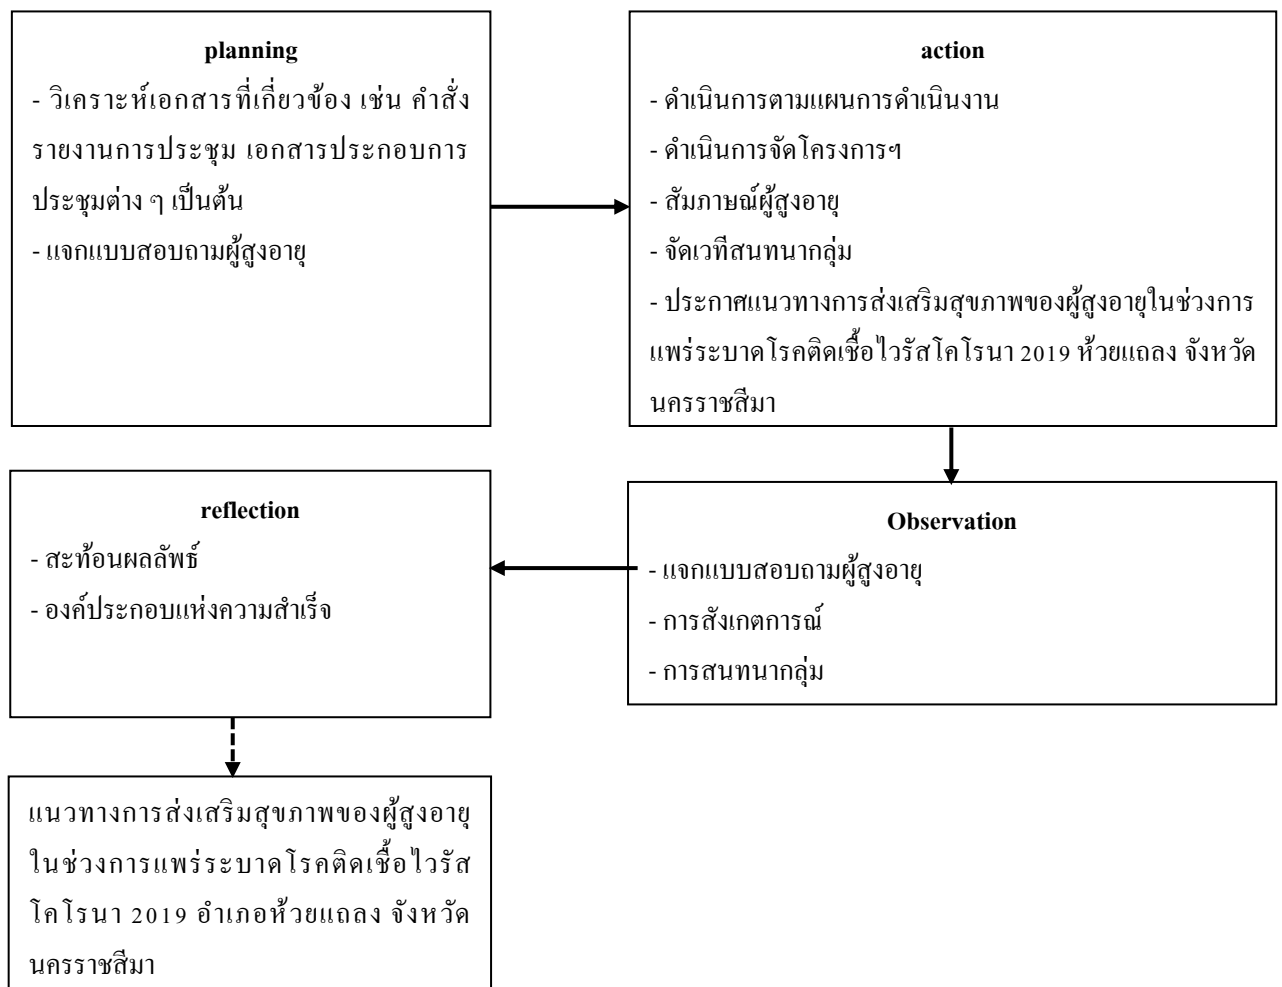 planning
- วิเคราะห์เอกสารที่เกี่ยวข้อง เช่น คำสั่ง
รายงานการประชุม เอกสารประกอบการ
ประชุมต่าง ๆ เป็นต้น
- แจกแบบสอบถามผู้สูงอายุ
action
- ดำเนินการตามแผนการดำเนินงาน
- ดำเนินการจัดโครงการฯ
- สัมภาษณ์ผู้สูงอายุ
- จัดเวทีสนทนากลุ่ม
- ประกาศแนวทางการส่งเสริมสุขภาพของผู้สูงอายุในช่วงการ
แพร่ระบาดโรคติดเชื้อไวรัสโคโรนา 2019 ห้วยแถลง จังหวัด
นครราชสีมา
Observation
- แจกแบบสอบถามผู้สูงอายุ
- การสังเกตการณ์
- การสนทนากลุ่ม
reflection
- สะท้อนผลลัพธ์
- องค์ประกอบแห่งความสำเร็จ
แนวทางการส่งเสริมสุขภาพของผู้สูงอายุ
ในช่วงการแพร่ระบาดโรคติดเชื้อไวรัส
โคโรนา 2019 อำเภอห้วยแถลง จังหวัด
นครราชสีมา